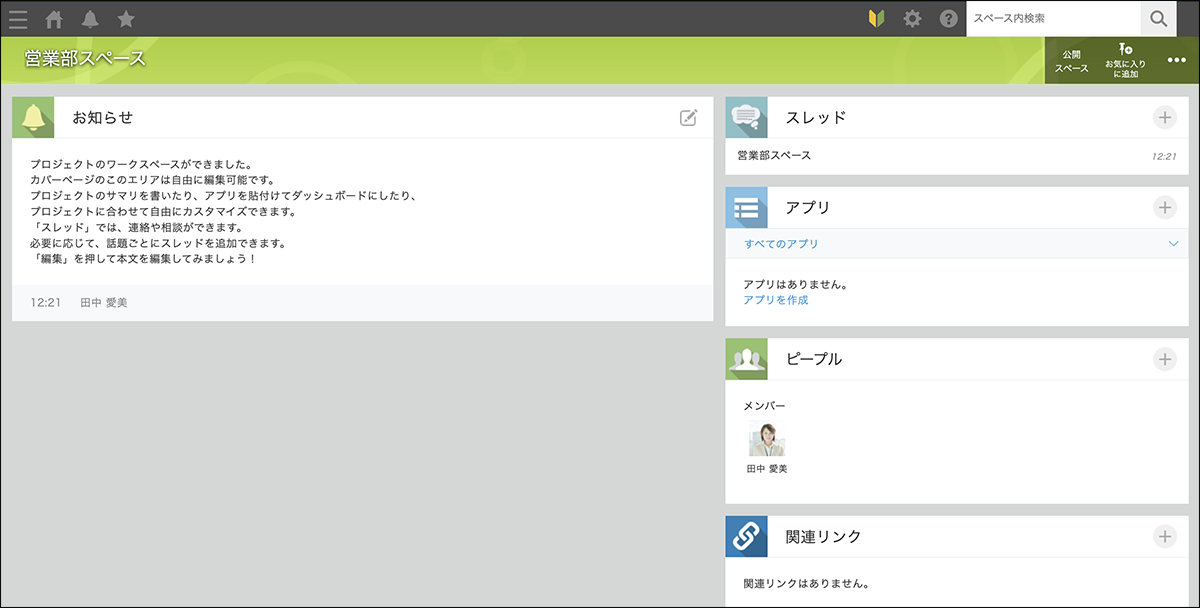 スペース内検索
営業部スペース
公開
スペース
お気に入り
に追加
お知らせ
プロジェクトのワークスペースができました。
カバーページのこのエリアは自由に編集可能です。
プロジェクトのサマリを書いたり、アプリを貼付けてダッシュボードにしたり、
プロジェクトに合わせて自由にカスタマイズできます。
「スレッド」では、連絡や相談ができます。
必要に応じて、話題ごとにスレッドを追加できます。
「編集」を押して本文を編集してみましょう！
12:21 田中 愛美
スレッド
営業部スペース 12:21
アプリ
すべてのアプリ
アプリはありません。
アプリを作成
ピープル
メンバー
田中 愛美
関連リンク
関連リンクはありません。